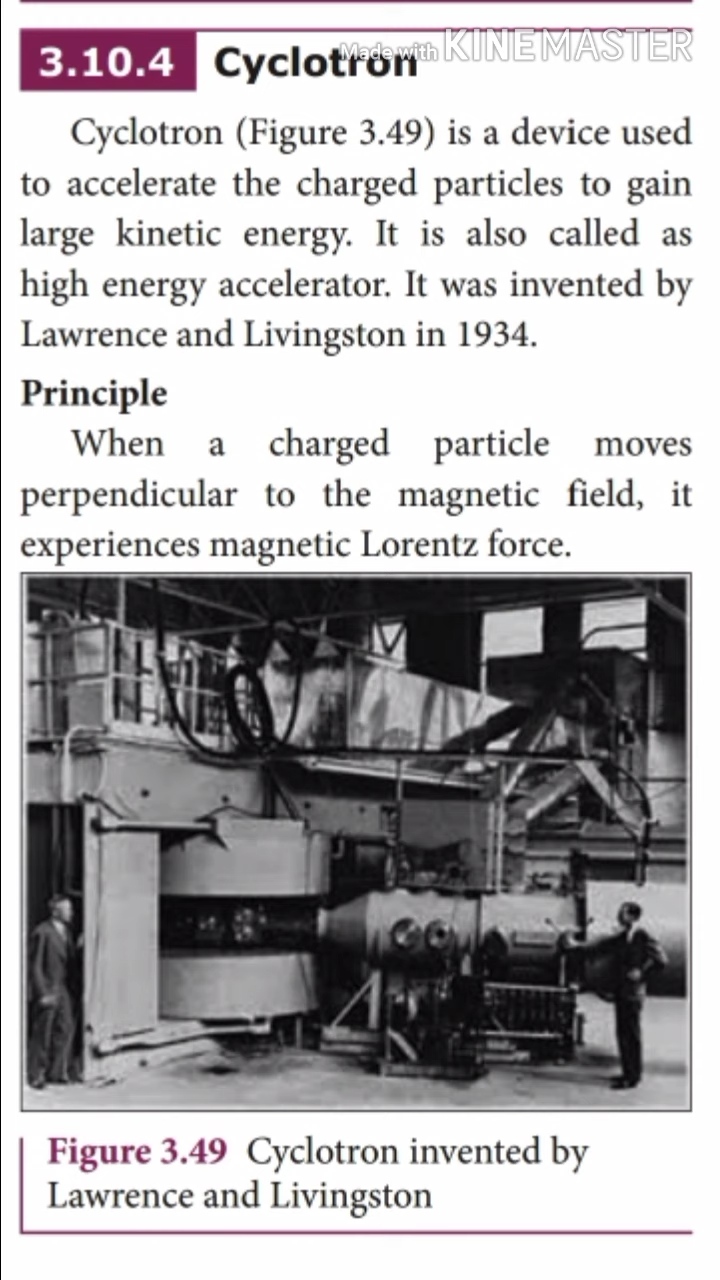 3.10.4 Cyclotron
Made with KINEMASTER
Cyclotron (Figure 3.49) is a device used
to accelerate the charged particles to gain
large kinetic energy. It is also called as
high energy accelerator. It was invented by
Lawrence and Livingston in 1934.
Principle
When a charged particle moves
perpendicular to the magnetic field, it
experiences magnetic Lorentz force.
Figure 3.49 Cyclotron invented by
Lawrence and Livingston